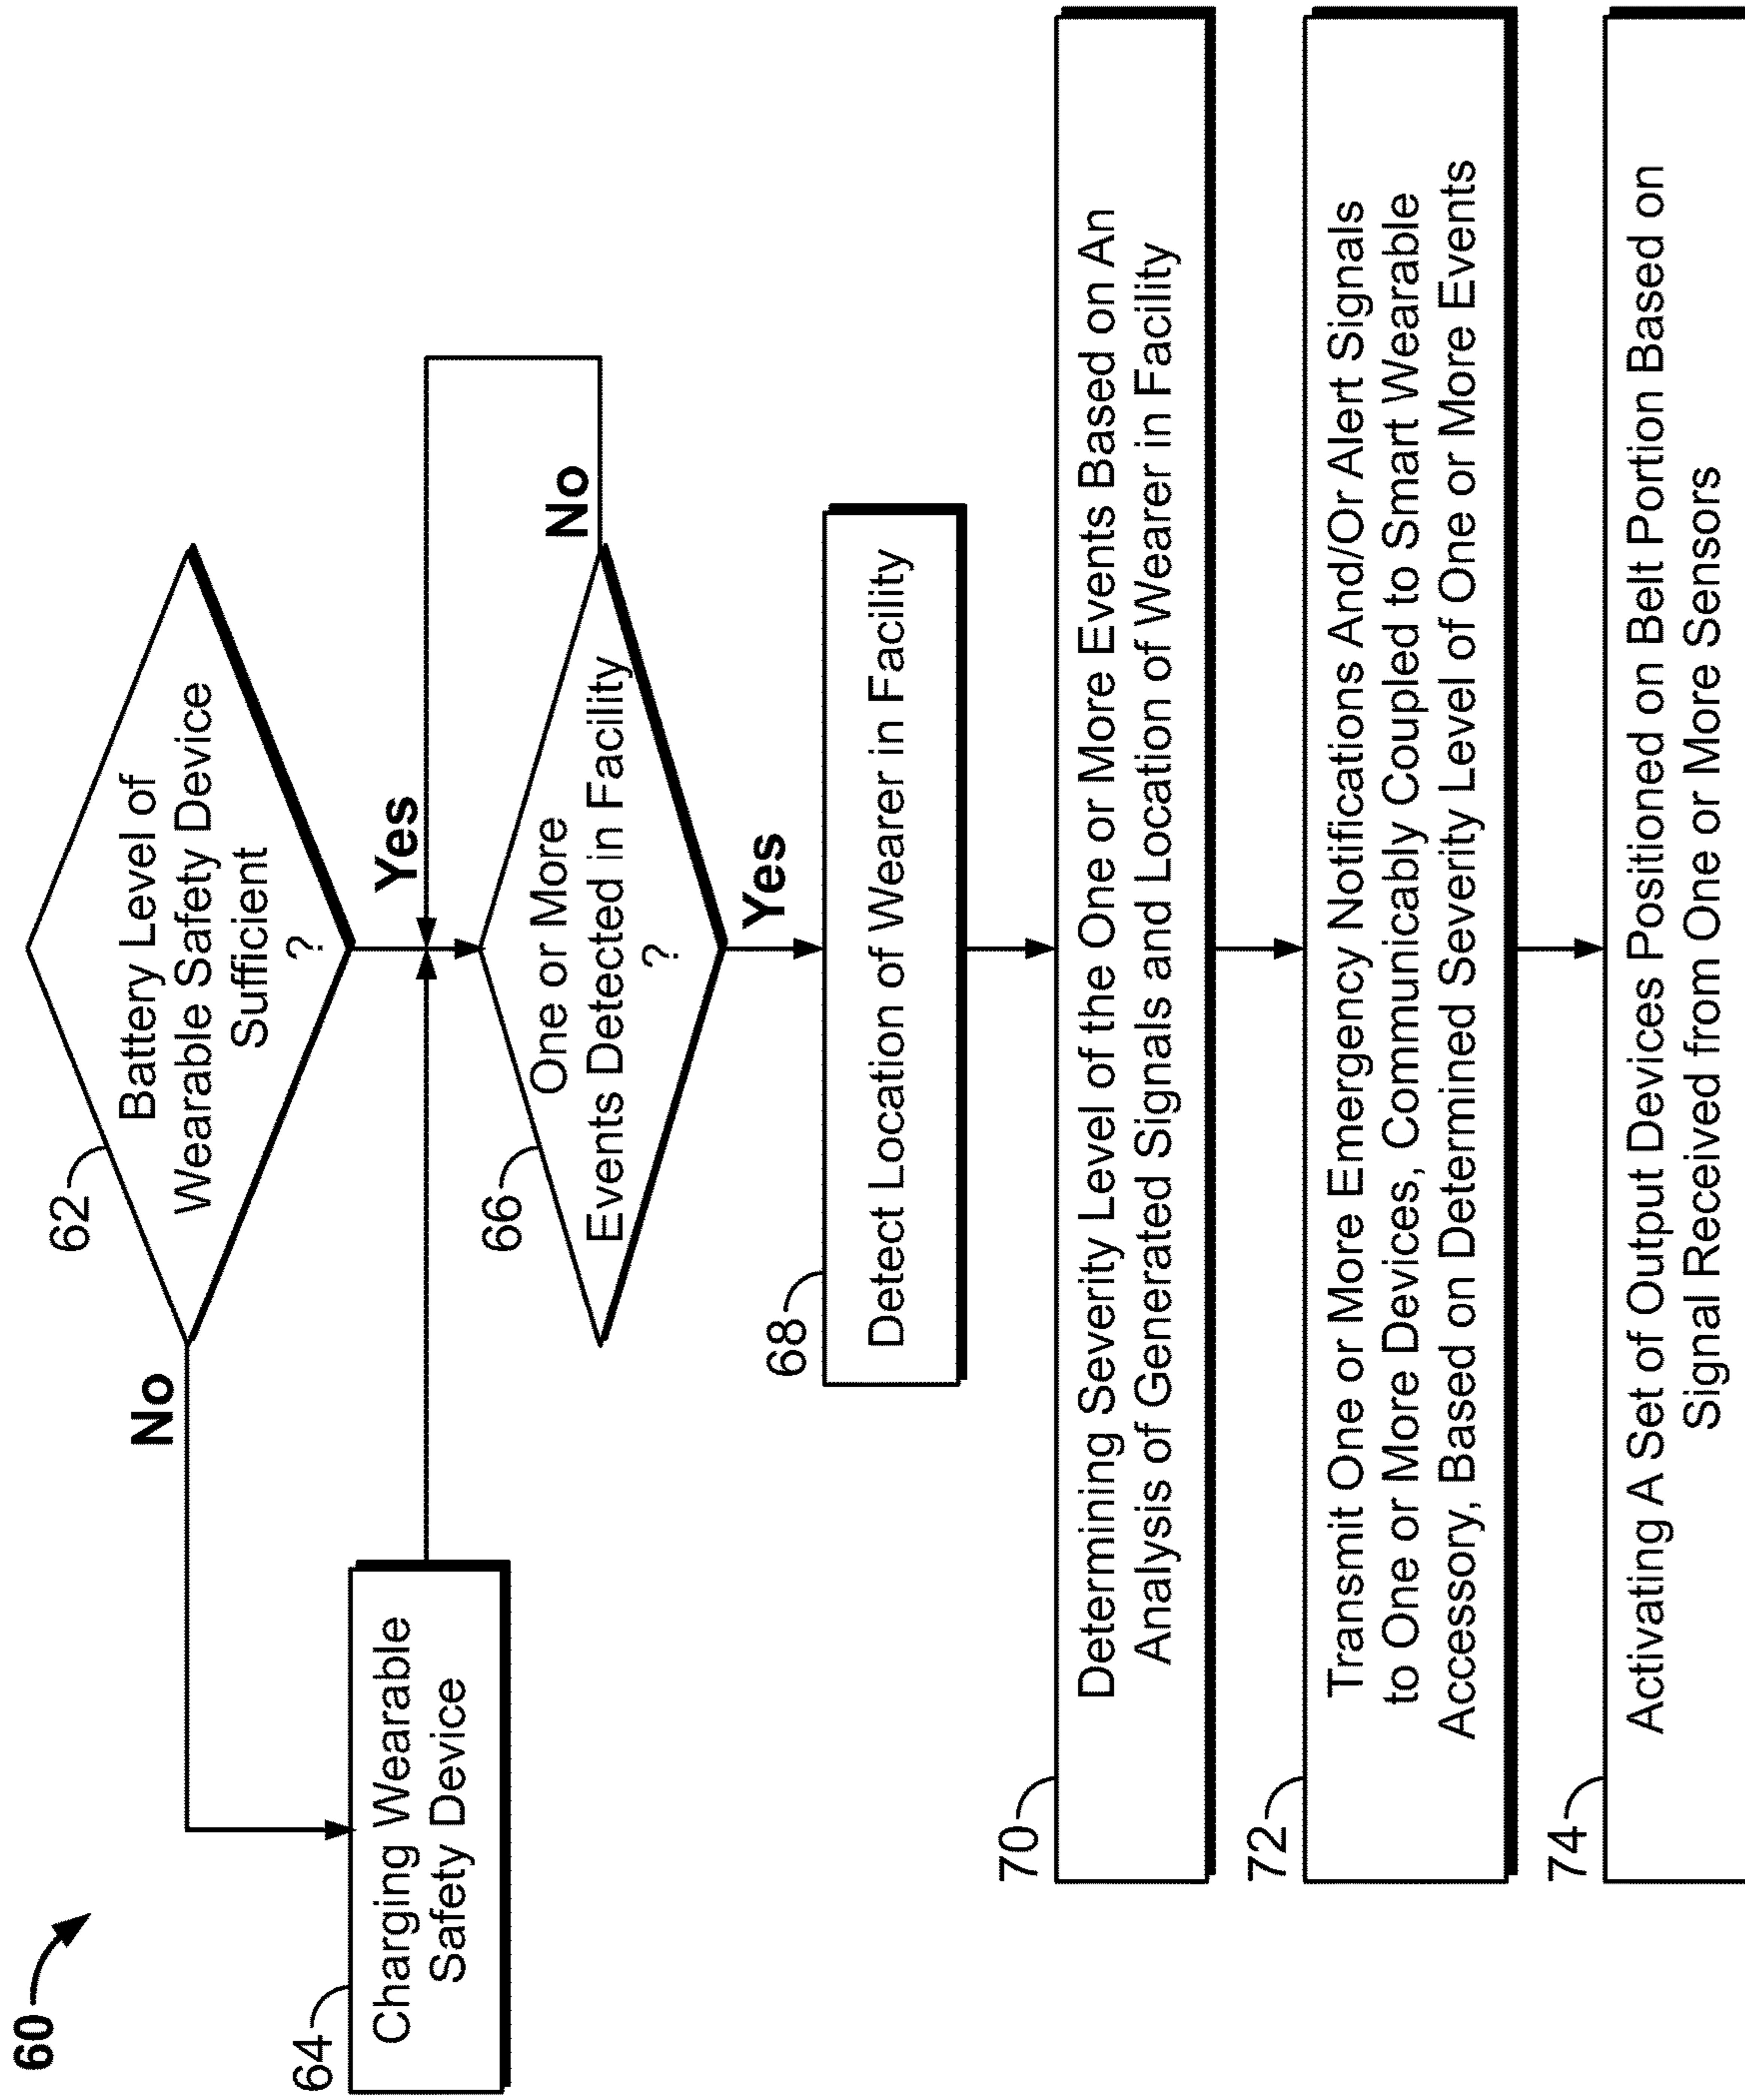 60
62
Battery Level of
Wearable Safety Device
Sufficient
?
No
Yes
64
Charging Wearable
Safety Device
66
One or More
Events Detected in Facility
?
No
Yes
68
Detect Location of Wearer in Facility
70
Determining Severity Level of the One or More Events Based on An
Analysis of Generated Signals and Location of Wearer in Facility
72
Transmit One or More Emergency Notifications And/Or Alert Signals
to One or More Devices, Communicably Coupled to Smart Wearable
Accessory, Based on Determined Severity Level of One or More Events
74
Activating A Set of Output Devices Positioned on Belt Portion Based on
Signal Received from One or More Sensors